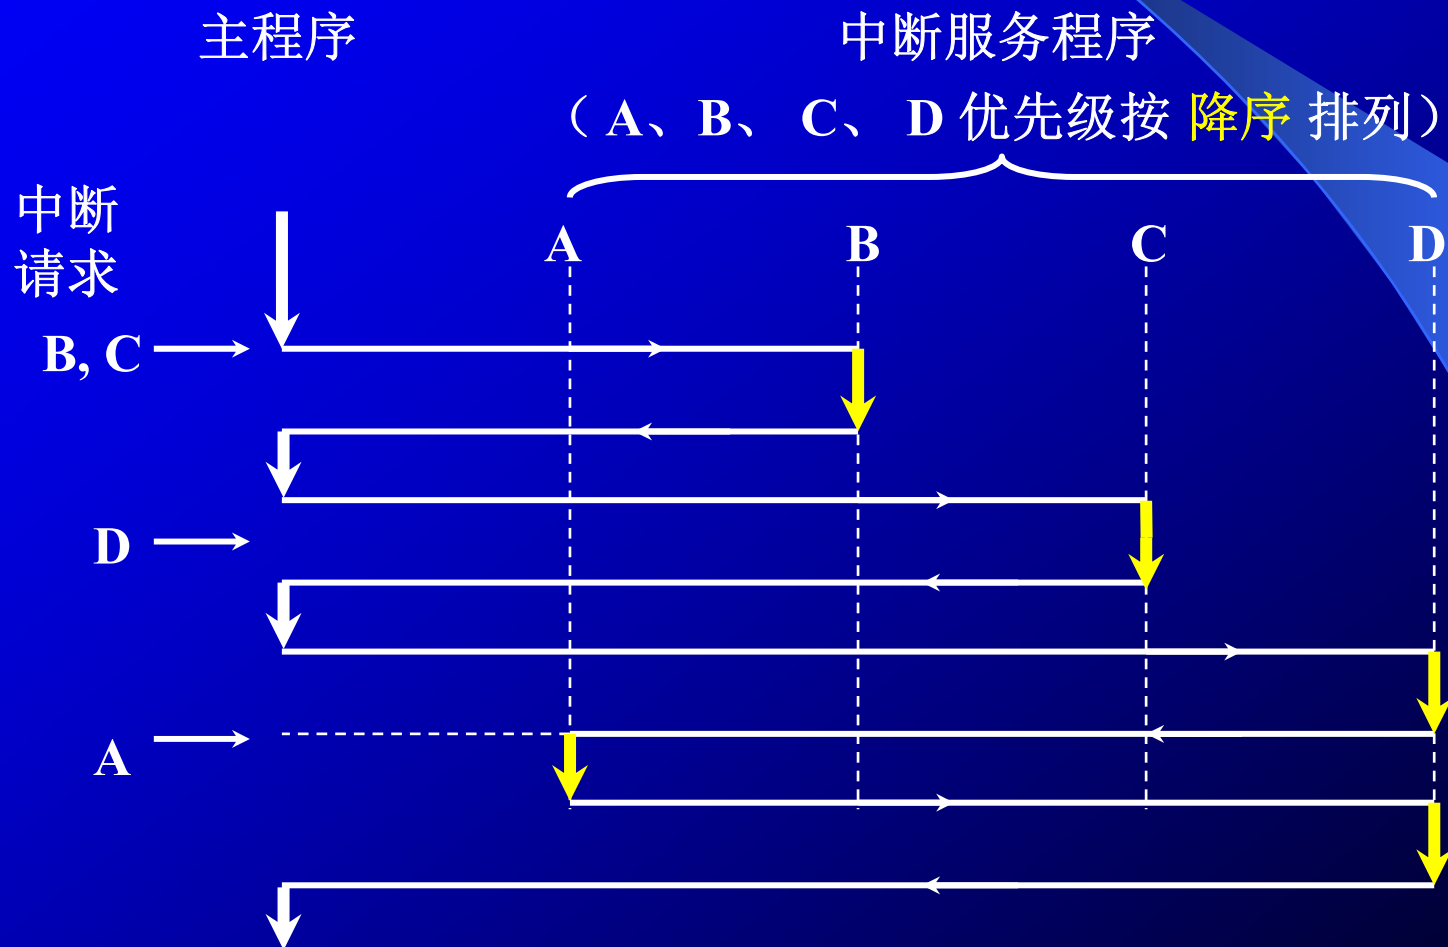 主程序
中断服务程序
（ A、B、 C、 D 优先级按 降序 排列）
中断
请求
A
B
C
D
B, C
D
A